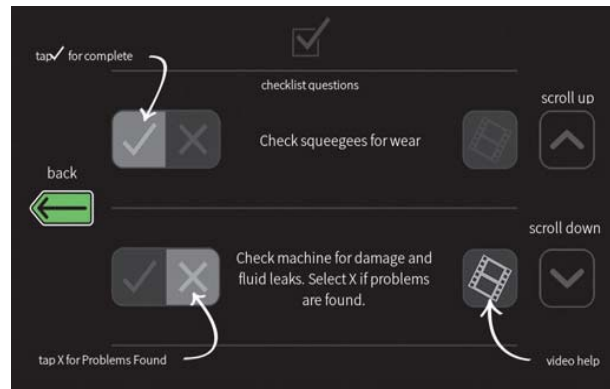 tap✓ for complete
checklist questions
scroll up
Check squeegees for wear
back
scroll down
Check machine for damage and
fluid leaks. Select X if problems
are found.
tap X for Problems Found
video help